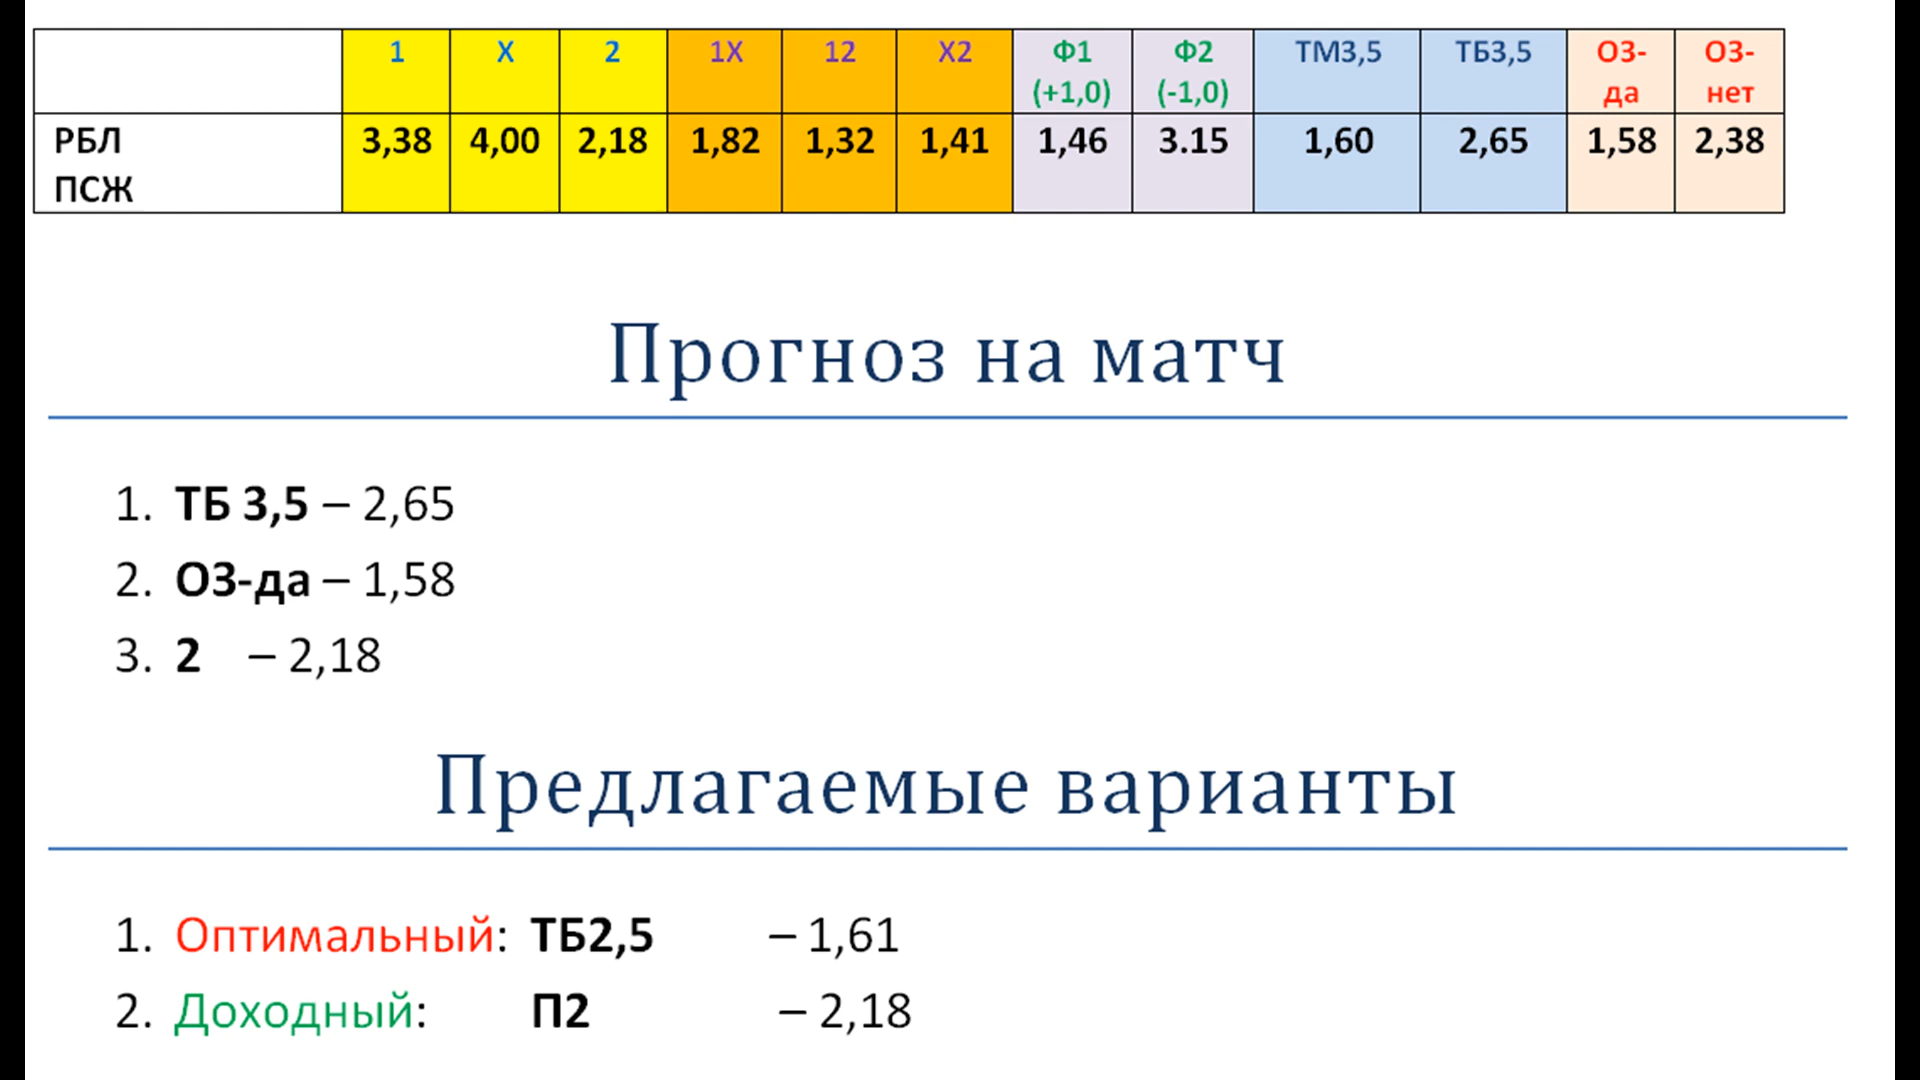 1 X 2 1X 12 X2 Ф1 (+1,0) Ф2 (-1,0) ТМ3,5 ТБ3,5 ОЗ-да ОЗ-нет
РБЛ ПСЖ 3,38 4,00 2,18 1,82 1,32 1,41 1,46 3.15 1,60 2,65 1,58 2,38
Прогноз на матч
1. ТБ 3,5 – 2,65
2. ОЗ-да – 1,58
3. 2 – 2,18
Предлагаемые варианты
1. Оптимальный: ТБ2,5 – 1,61
2. Доходный: П2 – 2,18